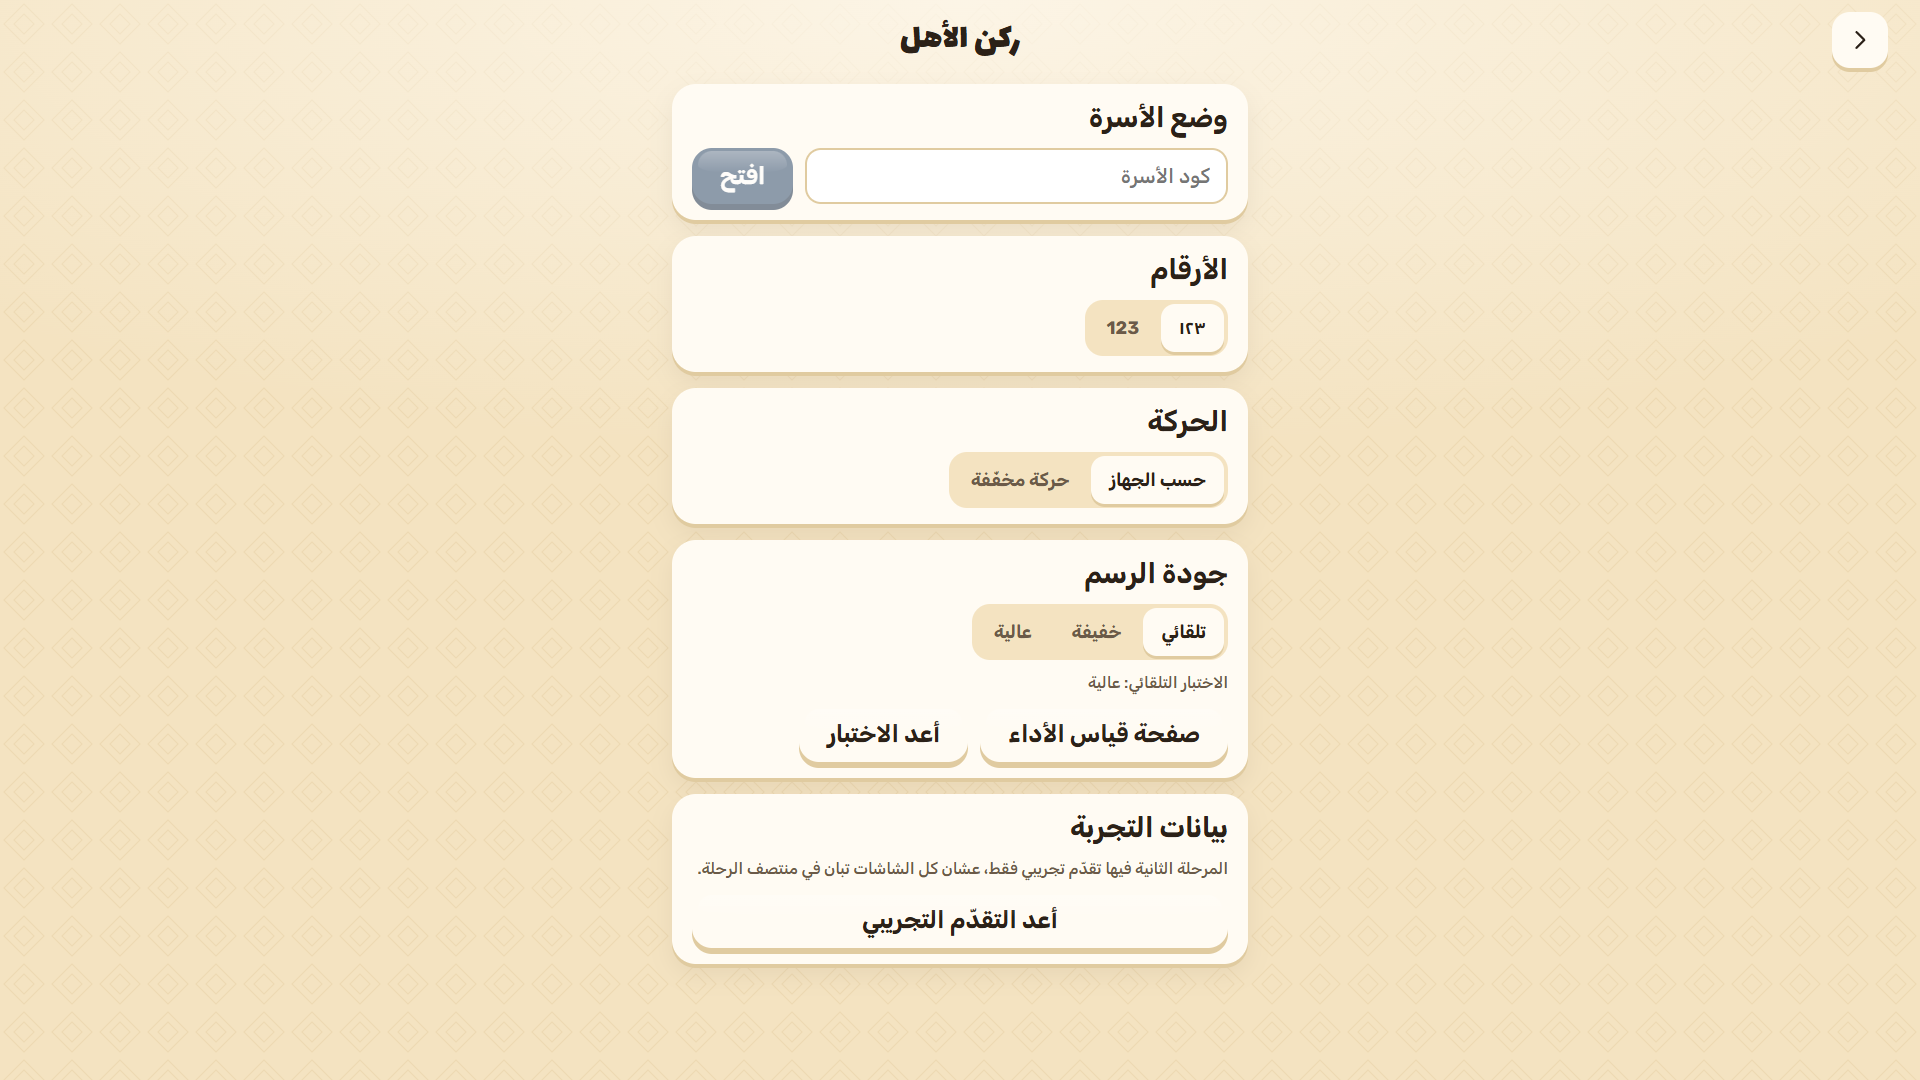 ركن الأهل
وضع الأسرة
كود الأسرة
افتح
الأرقام
١٢٣
123
الحركة
حسب الجهاز
حركة مخفّفة
جودة الرسم
تلقائي
خفيفة
عالية
الاختبار التلقائي: عالية
صفحة قياس الأداء
أعد الاختبار
بيانات التجربة
المرحلة الثانية فيها تقدّم تجريبي فقط، عشان كل الشاشات تبان في منتصف الرحلة.
أعد التقدّم التجريبي